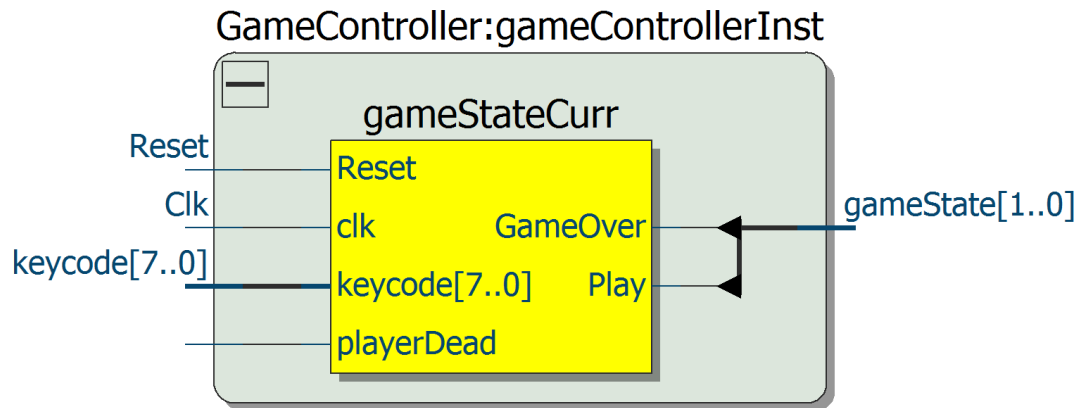 GameController:gameControllerInst
gameStateCurr
Reset
Reset
Clk
clk
GameOver
gameState[1..0]
keycode[7..0]
keycode[7..0]
Play
playerDead